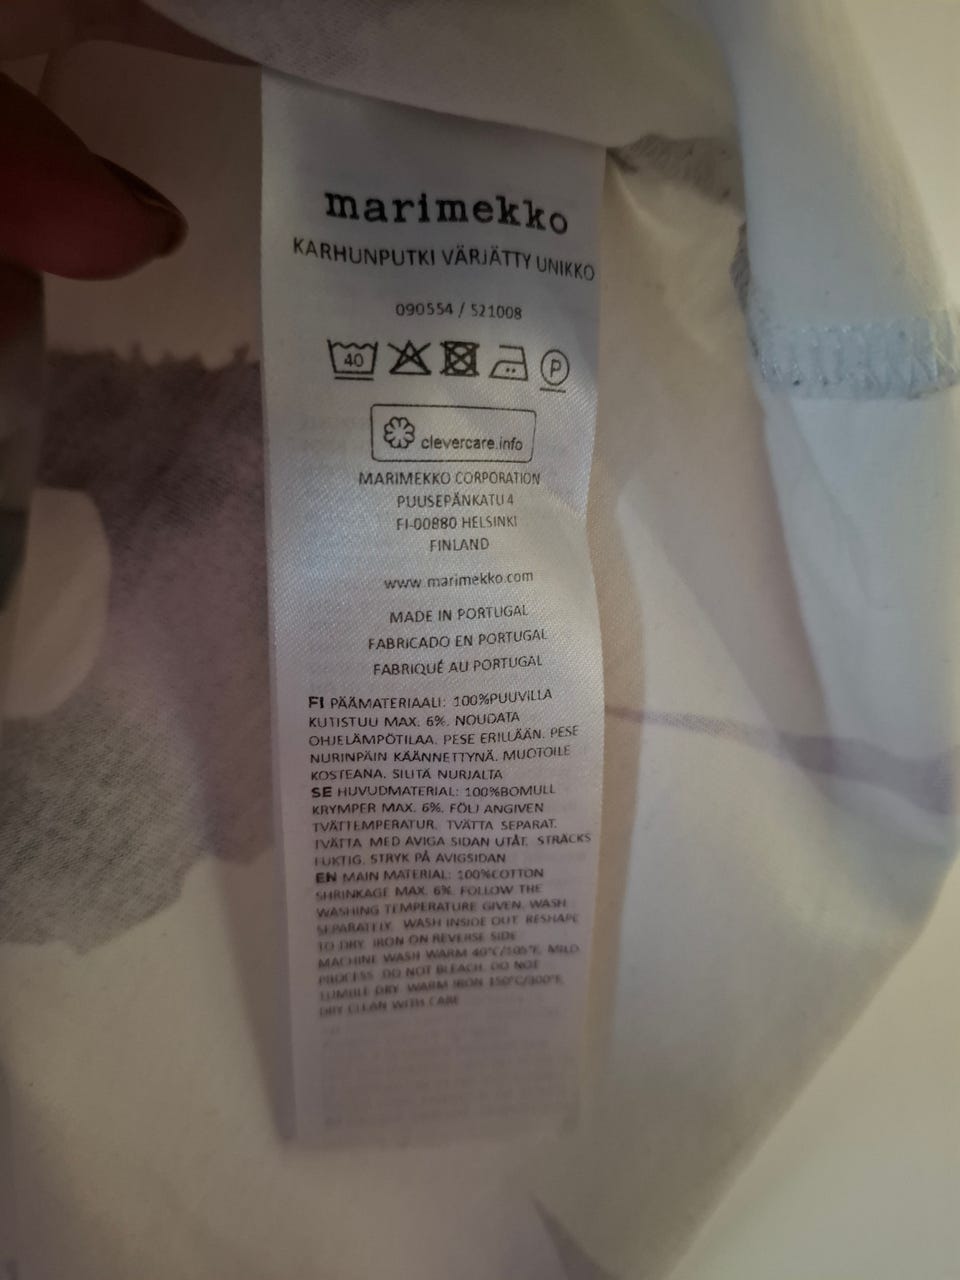 marimekko
KARHUNPUTKI VÄRJÄTTY UNIKKO
090554 / 521008
40
P
clevercare.info
MARIMEKKO CORPORATION
PUUSEPÄNKATU 4
FI-00880 HELSINKI
FINLAND
www.marimekko.com
MADE IN PORTUGAL
FABRICADO EN PORTUGAL
FABRIQUÉ AU PORTUGAL
FI PÄÄMATERIAALI: 100%PUUVILLA
KUTISTUU MAX. 6%. NOUDATA
OHJELÄMPÖTILAA. PESE ERILLÄÄN. PESE
NURINPÄIN KÄÄNNETTYNÄ. MUOTOILE
KOSTEANA. SILITÄ NURJALTA
SE HUVUDMATERIAL: 100%BOMULL
KRYMPER MAX. 6%. FÖLJ ANGIVEN
TVÄTTEMPERATUR. TVÄTTA SEPARAT.
TVÄTTA MED AVIGA SIDAN UTÅT. STRÄCKS
FUKTIG. STRYK PÅ AVIGSIDAN
EN MAIN MATERIAL: 100%COTTON
SHRINKAGE MAX. 6%. FOLLOW THE
WASHING TEMPERATURE GIVEN. WASH
SEPARATELY. WASH INSIDE OUT. RESHAPE
TO DRY. IRON ON REVERSE SIDE
MACHINE WASH WARM 40°C/105°F. MILD
PROCESS. DO NOT BLEACH. DO NOT
TUMBLE DRY. WARM IRON 150°C/300°F.
DRY CLEAN WITH CARE